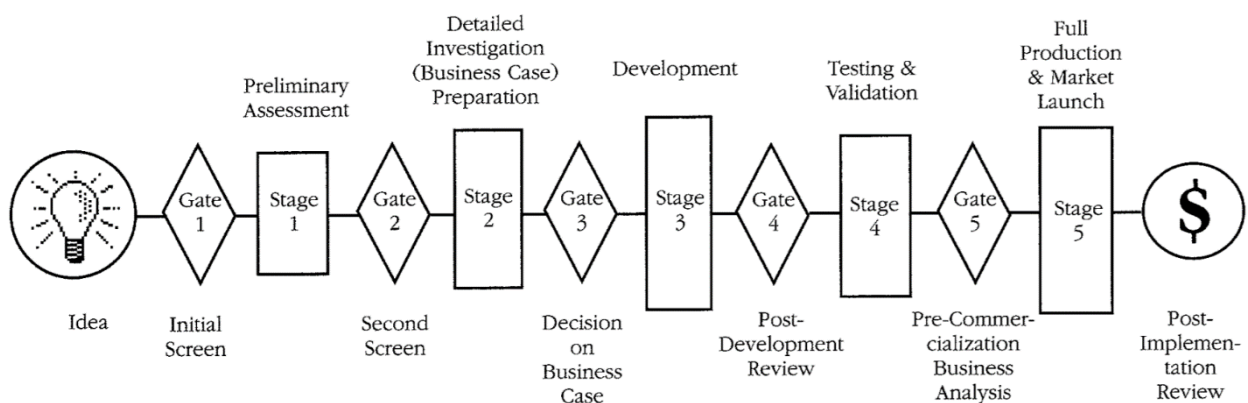 Preliminary
Assessment
Detailed
Investigation
(Business Case)
Preparation
Development
Testing &
Validation
Full
Production
& Market
Launch
Gate
1
Stage
1
Gate
2
Stage
2
Gate
3
Stage
3
Gate
4
Stage
4
Gate
5
Stage
5
$
Idea
Initial
Screen
Second
Screen
Decision
on
Business
Case
Post-
Development
Review
Pre-Commer-
cialization
Business
Analysis
Post-
Implemen-
tation
Review